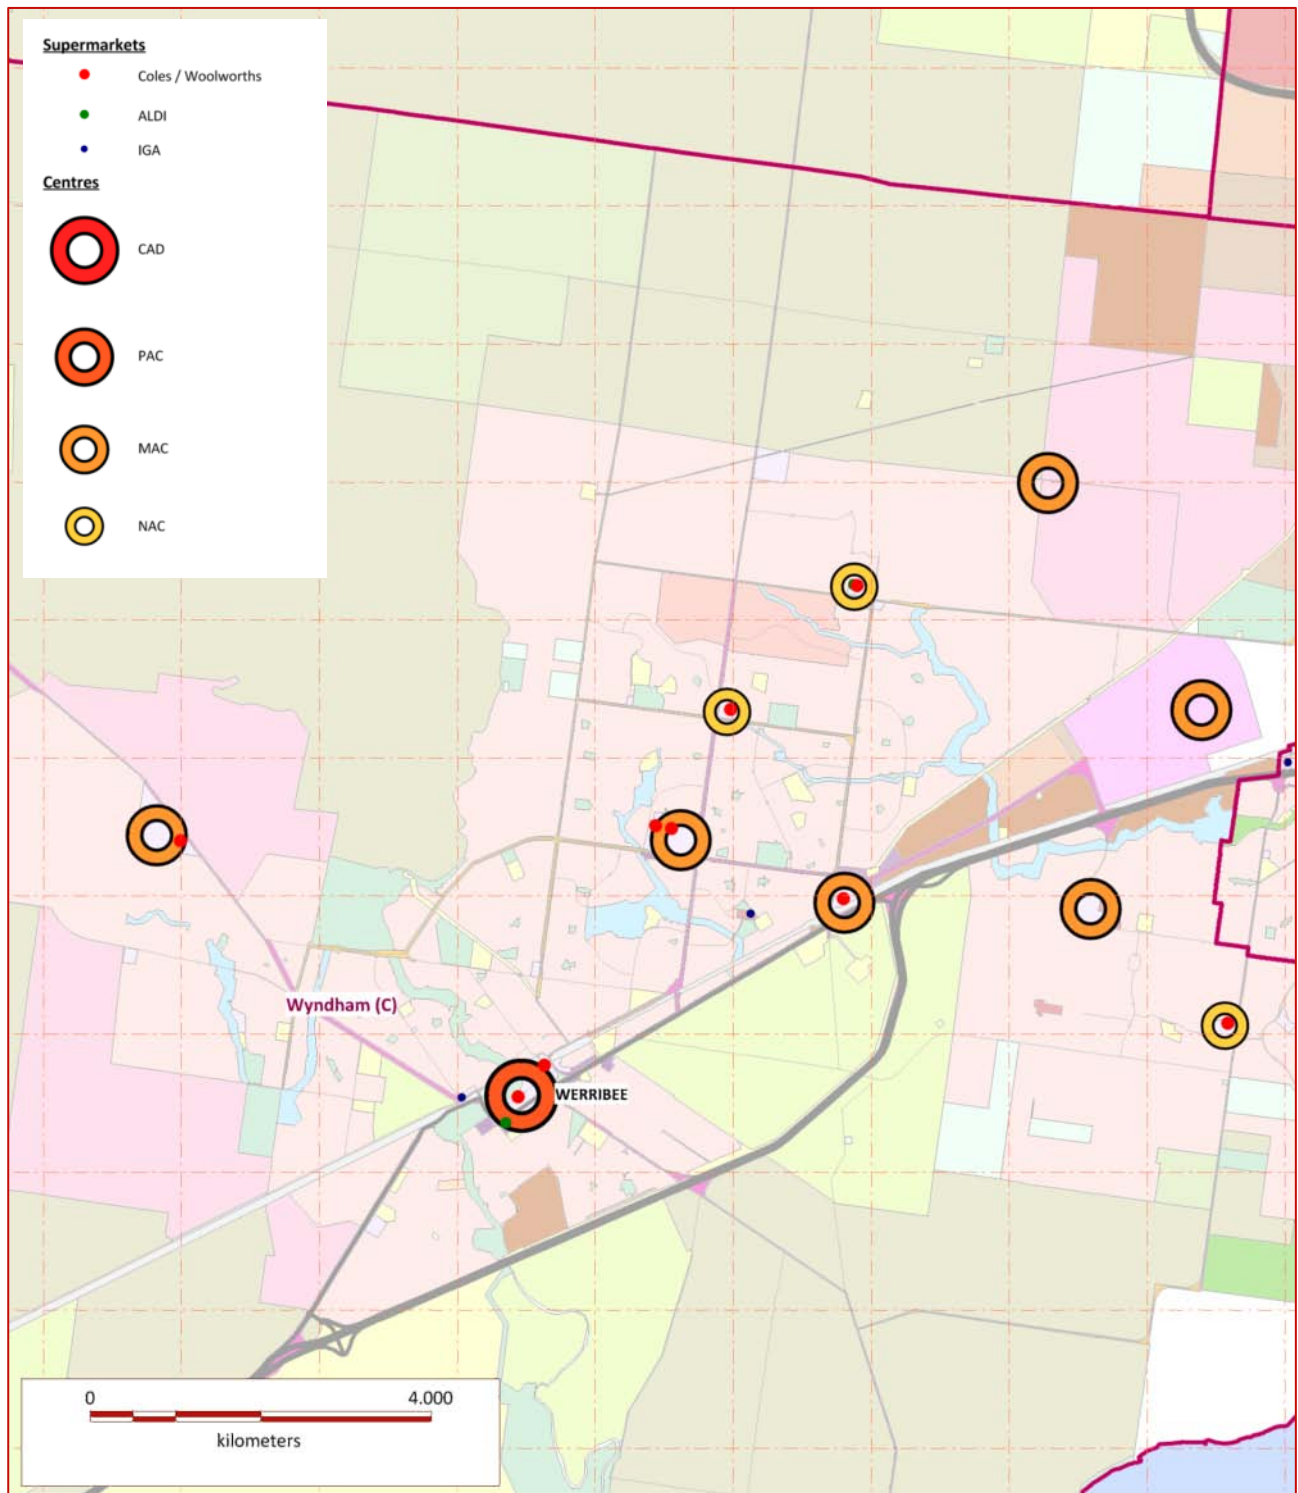 Supermarkets
Coles / Woolworths
ALDI
IGA
Centres
CAD
PAC
MAC
NAC
Wyndham (C)
WERRIBEE
0 4.000
kilometers